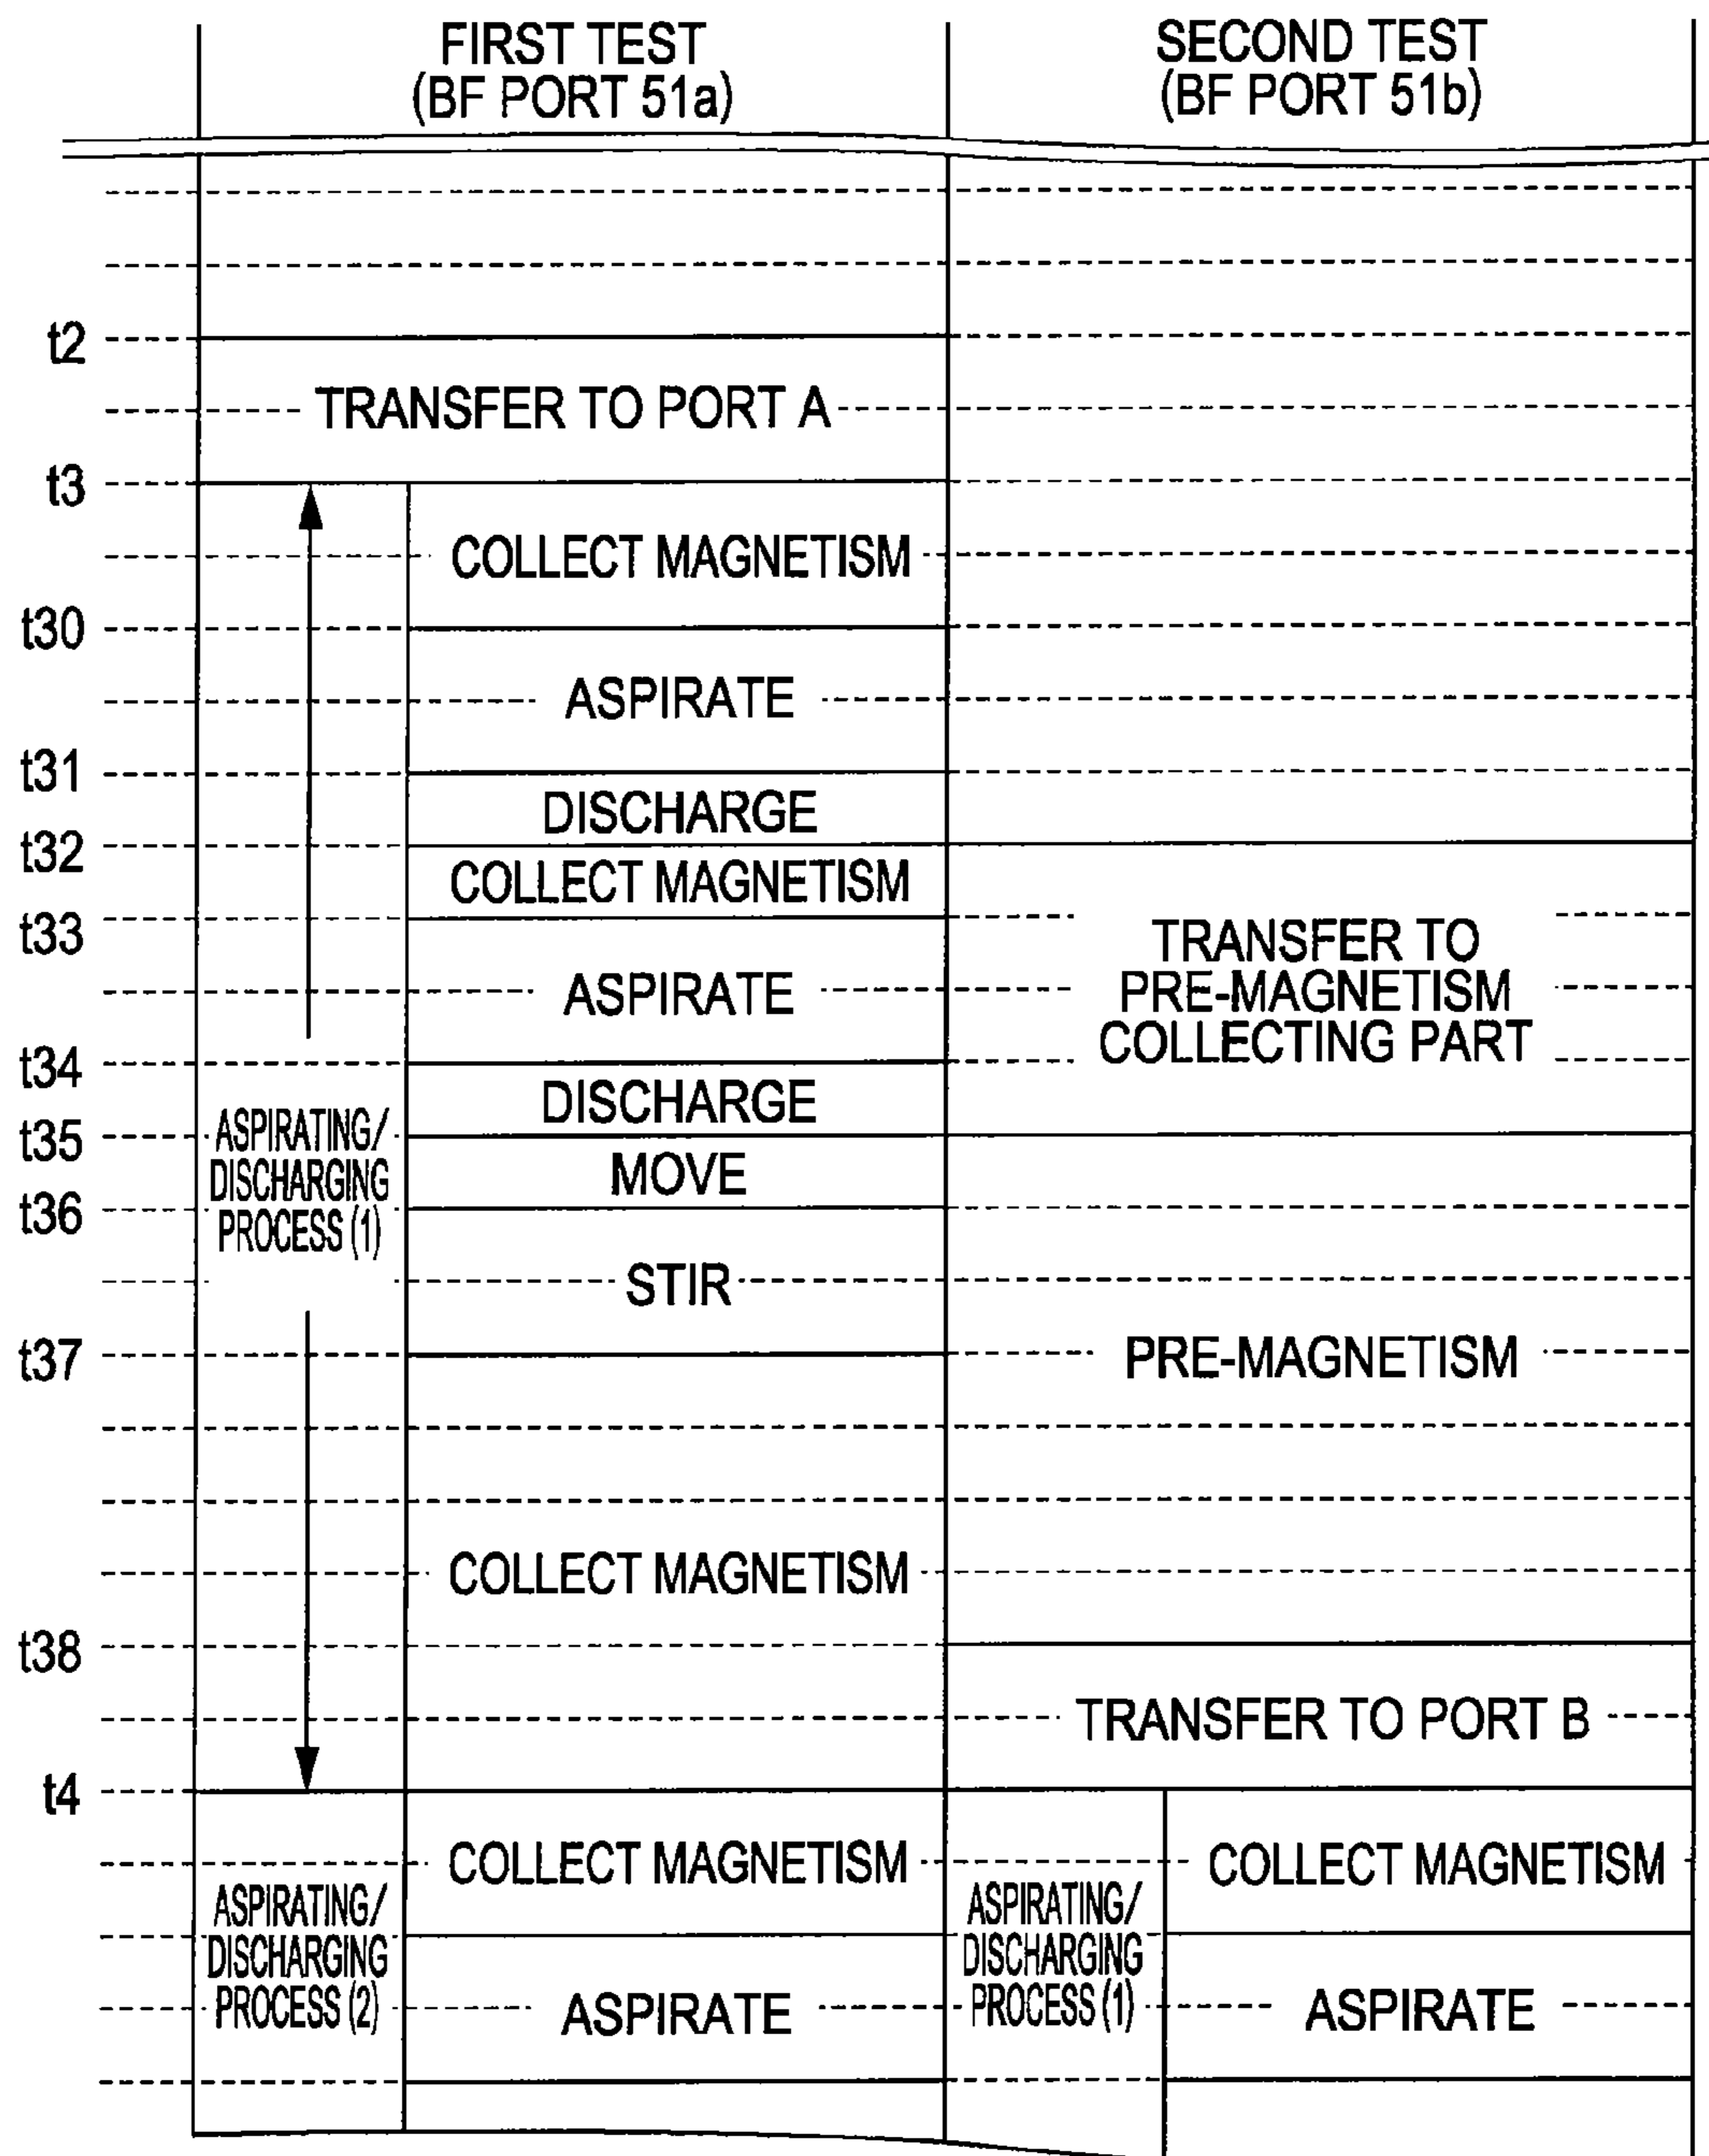 FIRST TEST
(BF PORT 51a)
SECOND TEST
(BF PORT 51b)
t2
TRANSFER TO PORT A
t3
COLLECT MAGNETISM
t30
ASPIRATE
t31
DISCHARGE
t32
COLLECT MAGNETISM
t33
TRANSFER TO
PRE-MAGNETISM
COLLECTING PART
ASPIRATE
t34
DISCHARGE
t35
ASPIRATING/
DISCHARGING
PROCESS (1)
MOVE
t36
STIR
t37
PRE-MAGNETISM
COLLECT MAGNETISM
t38
TRANSFER TO PORT B
t4
COLLECT MAGNETISM
COLLECT MAGNETISM
ASPIRATING/
DISCHARGING
PROCESS (2)
ASPIRATE
ASPIRATING/
DISCHARGING
PROCESS (1)
ASPIRATE